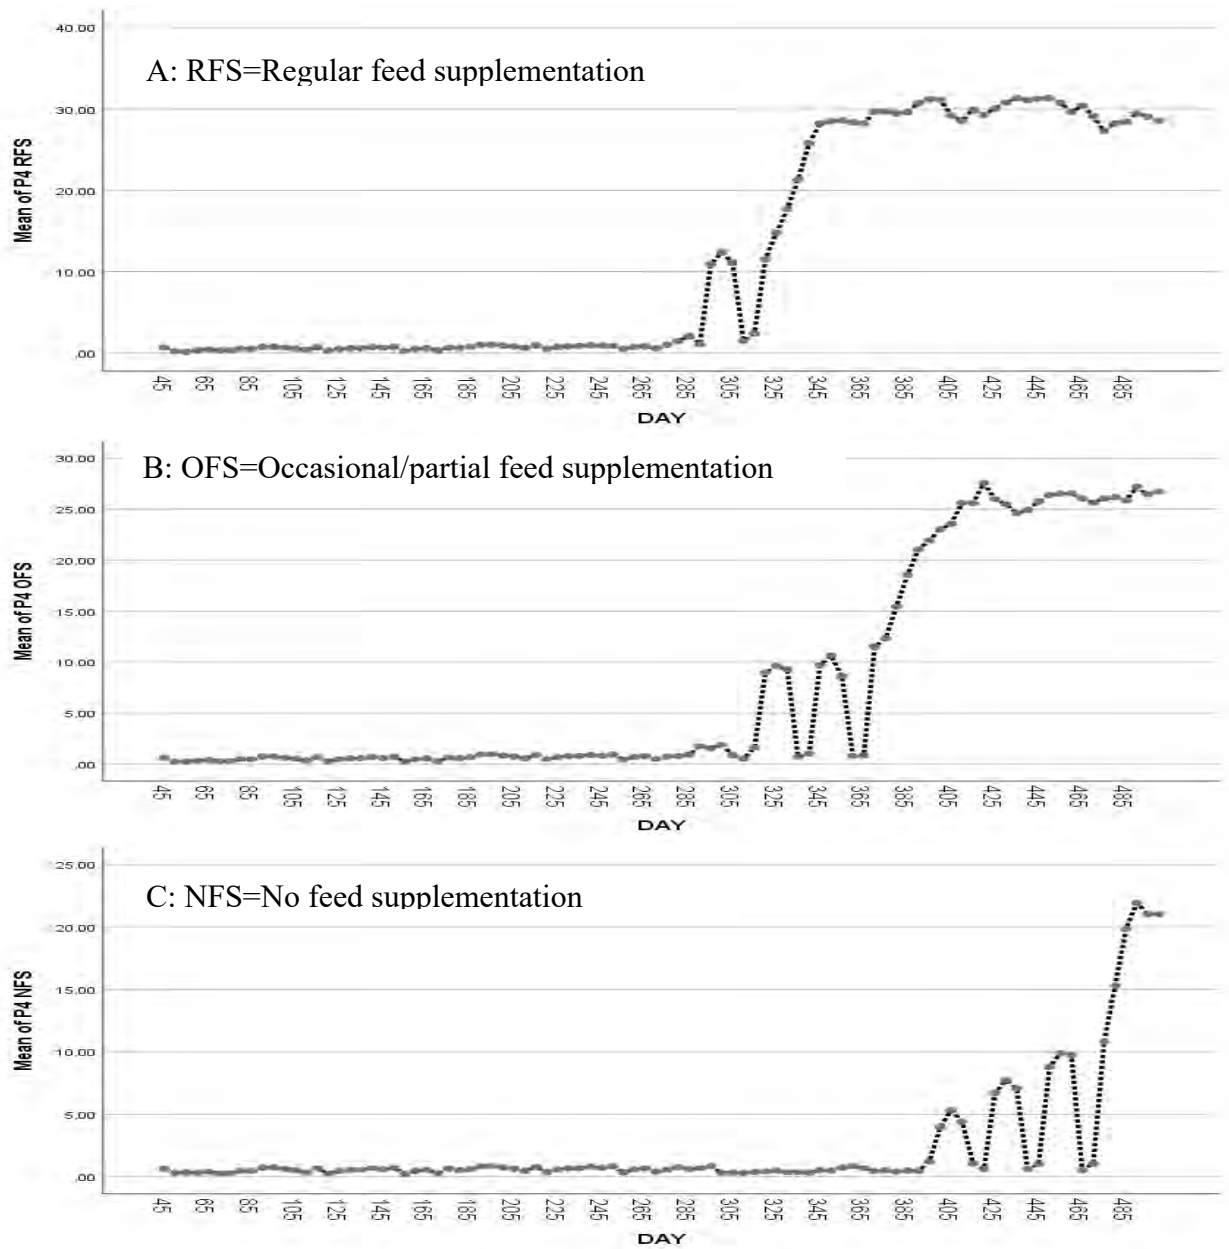 40.00
A: RFS=Regular feed supplementation
30.00
20.00
10.00
.00
Mean of P4 RFS
45 65 85 105 125 145 165 185 205 225 245 265 285 305 325 345 365 385 405 425 445 465 485
DAY
30.00
B: OFS=Occasional/partial feed supplementation
25.00
20.00
15.00
10.00
5.00
.00
Mean of P4 OFS
45 65 85 105 125 145 165 185 205 225 245 265 285 305 325 345 365 385 405 425 445 465 485
DAY
25.00
C: NFS=No feed supplementation
20.00
15.00
10.00
5.00
.00
Mean of P4 NFS
45 65 85 105 125 145 165 185 205 225 245 265 285 305 325 345 365 385 405 425 445 465 485
DAY